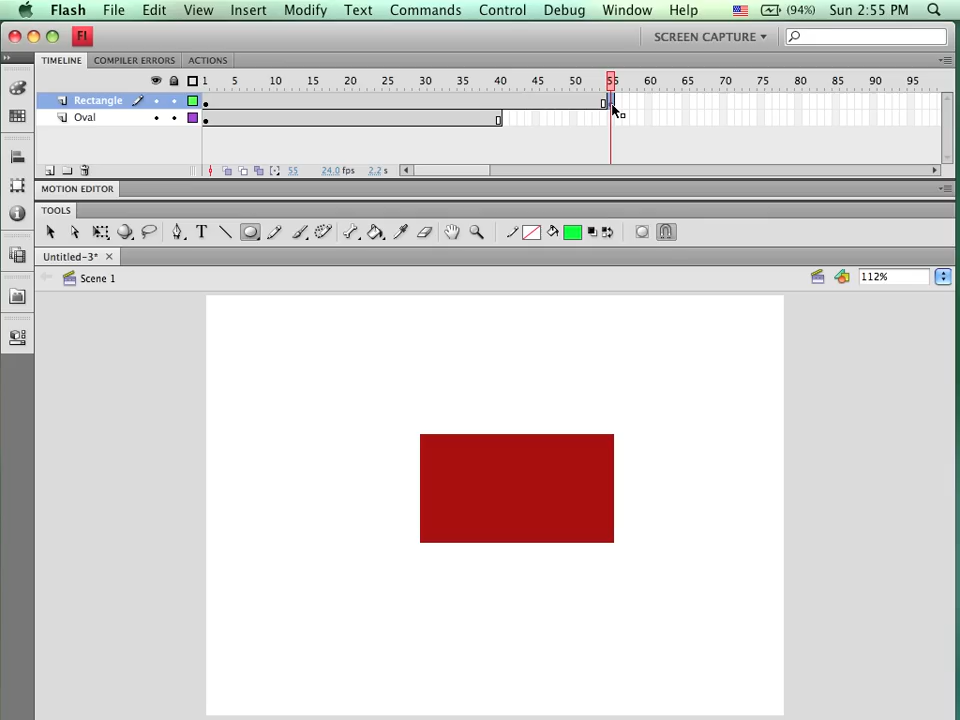 Flash File Edit View Insert Modify Text Commands Control Debug Window Help (94%) Sun 2:55 PM
Fl SCREEN CAPTURE
TIMELINE COMPILER ERRORS ACTIONS
1 5 10 15 20 25 30 35 40 45 50 55 60 65 70 75 80 85 90 95
Rectangle
Oval
55 24.0 fps 2.2 s
MOTION EDITOR
TOOLS
T
Untitled-3*
Scene 1 112%